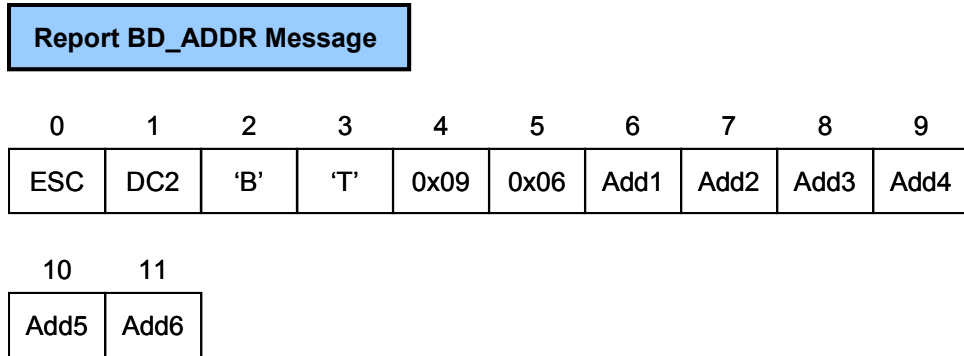 Report BD_ADDR Message
0 1 2 3 4 5 6 7 8 9
ESC DC2 ‘B’ ‘T’ 0x09 0x06 Add1 Add2 Add3 Add4
10 11
Add5 Add6